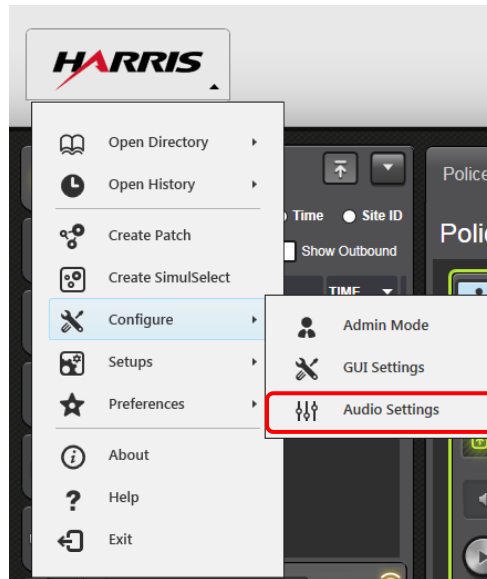 HARRIS
Open Directory
Open History
Create Patch
Create SimulSelect
Configure
Setups
Preferences
About
Help
Exit
Time Site ID
Show Outbound
TIME
Police
Poli
Admin Mode
GUI Settings
Audio Settings